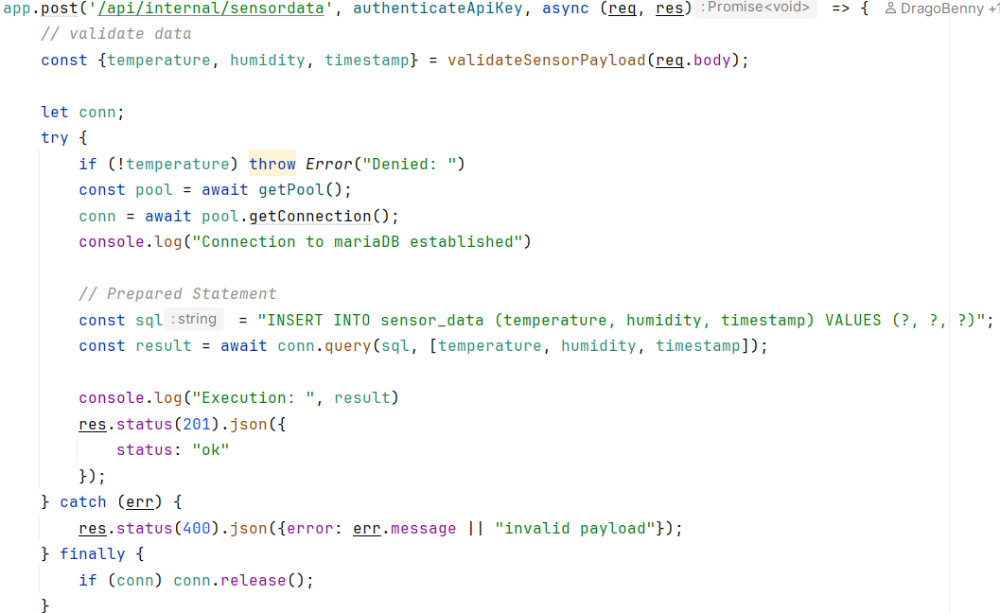 app.post('/api/internal/sensordata', authenticateApiKey, async (req, res) : Promise<void> => { DragoBenny +1
    // validate data
    const {temperature, humidity, timestamp} = validateSensorPayload(req.body);

    let conn;
    try {
        if (!temperature) throw Error("Denied: ")
        const pool = await getPool();
        conn = await pool.getConnection();
        console.log("Connection to mariaDB established")

        // Prepared Statement
        const sql : string = "INSERT INTO sensor_data (temperature, humidity, timestamp) VALUES (?, ?, ?)";
        const result = await conn.query(sql, [temperature, humidity, timestamp]);

        console.log("Execution: ", result)
        res.status(201).json({
            status: "ok"
        });
    } catch (err) {
        res.status(400).json({error: err.message || "invalid payload"});
    } finally {
        if (conn) conn.release();
    }